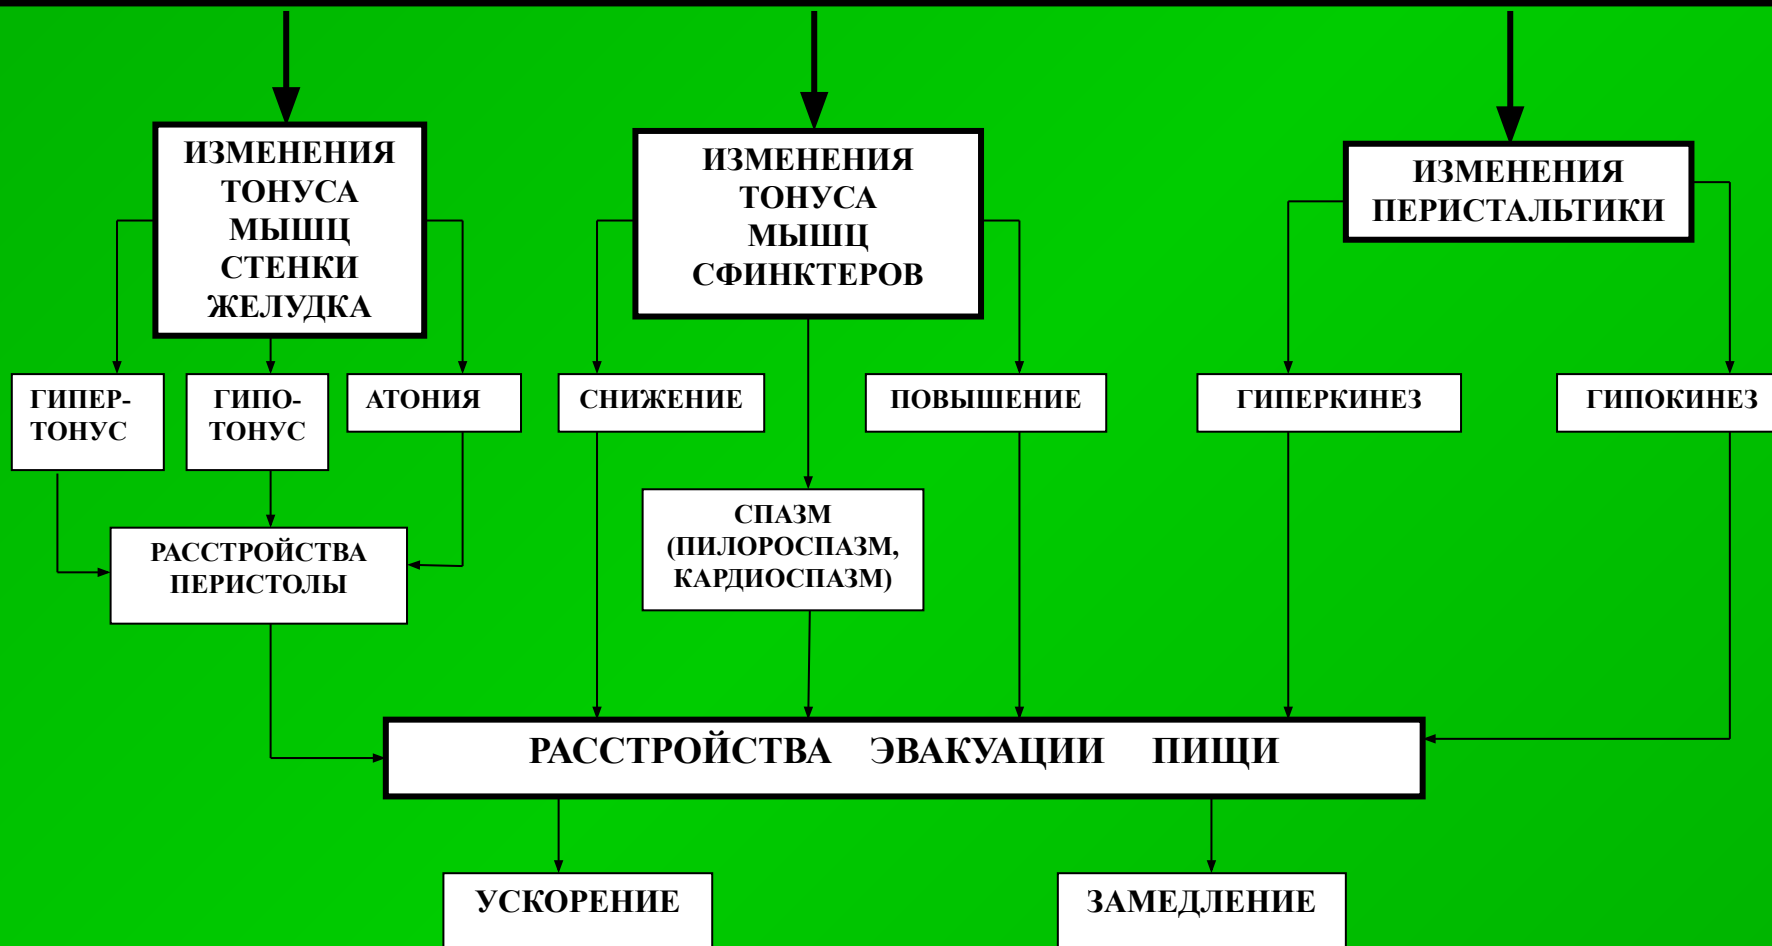 ИЗМЕНЕНИЯ
ТОНУСА
МЫШЦ
СТЕНКИ
ЖЕЛУДКА
ИЗМЕНЕНИЯ
ТОНУСА
МЫШЦ
СФИНКТЕРОВ
ИЗМЕНЕНИЯ
ПЕРИСТАЛЬТИКИ
ГИПЕР-
ТОНУС
ГИПО-
ТОНУС
АТОНИЯ
СНИЖЕНИЕ
ПОВЫШЕНИЕ
ГИПЕРКИНЕЗ
ГИПОКИНЕЗ
СПАЗМ
(ПИЛОРОСПАЗМ,
КАРДИОСПАЗМ)
РАССТРОЙСТВА
ПЕРИСТОЛЫ
РАССТРОЙСТВА ЭВАКУАЦИИ ПИЩИ
УСКОРЕНИЕ
ЗАМЕДЛЕНИЕ